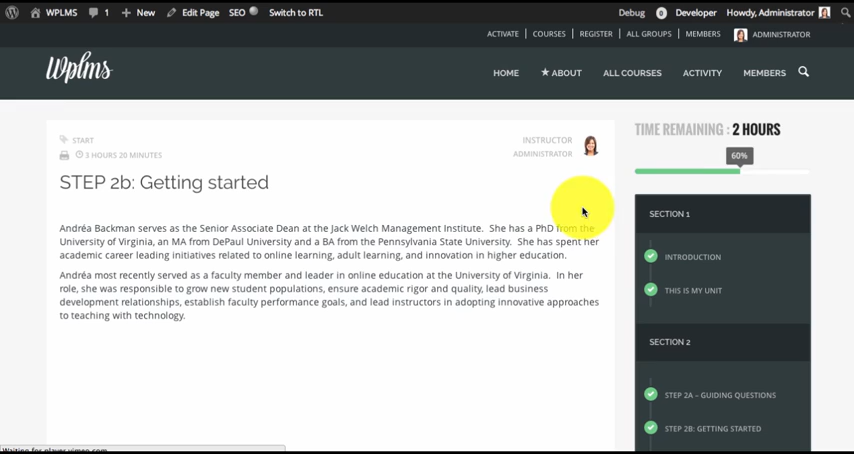 WPLMS 1 New Edit Page SEO Switch to RTL Debug 0 Developer Howdy, Administrator
ACTIVATE COURSES REGISTER ALL GROUPS MEMBERS ADMINISTRATOR
Wplms
HOME ABOUT ALL COURSES ACTIVITY MEMBERS
START
3 HOURS 20 MINUTES
INSTRUCTOR
ADMINISTRATOR
STEP 2b: Getting started
Andréa Backman serves as the Senior Associate Dean at the Jack Welch Management Institute. She has a PhD from the
University of Virginia, an MA from DePaul University and a BA from the Pennsylvania State University. She has spent her
academic career leading initiatives related to online learning, adult learning, and innovation in higher education.
Andréa most recently served as a faculty member and leader in online education at the University of Virginia. In her
role, she was responsible to grow new student populations, ensure academic rigor and quality, lead business
development relationships, establish faculty performance goals, and lead instructors in adopting innovative approaches
to teaching with technology.
TIME REMAINING : 2 HOURS
60%
SECTION 1
INTRODUCTION
THIS IS MY UNIT
SECTION 2
STEP 2A – GUIDING QUESTIONS
STEP 2B: GETTING STARTED
Waiting for player.vimeo.com